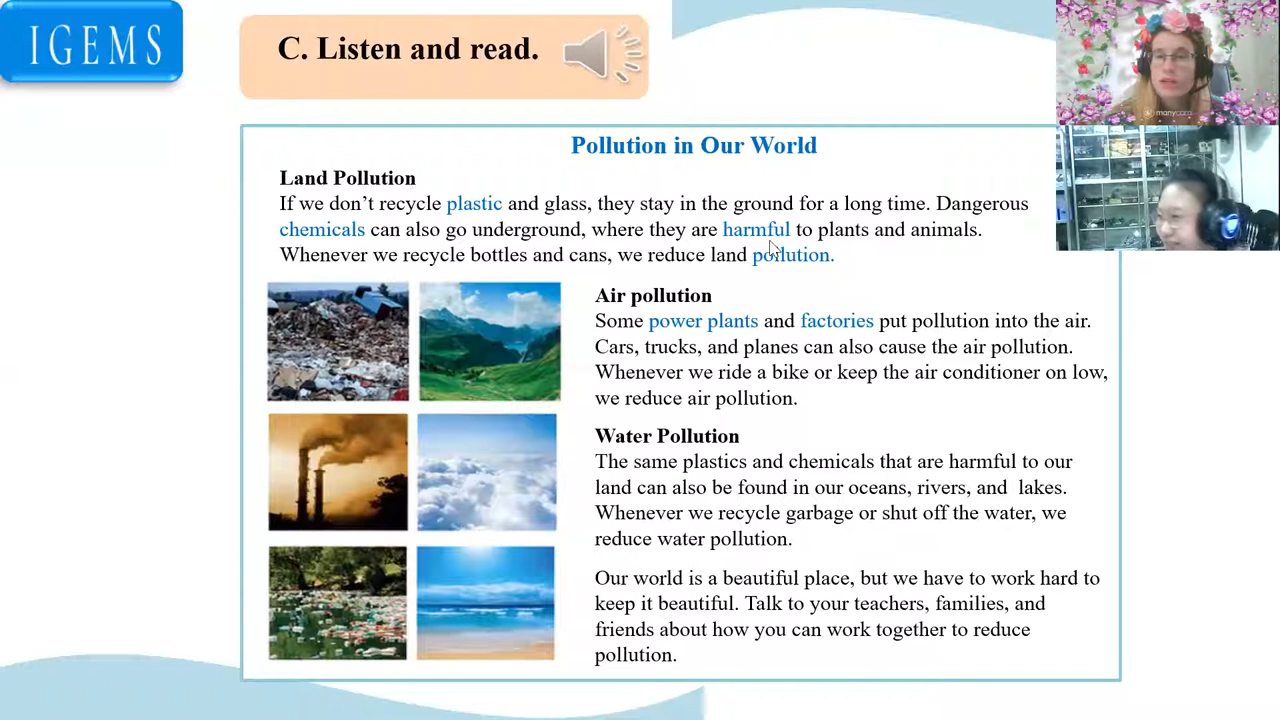 IGEMS
C. Listen and read.
Pollution in Our World
Land Pollution
If we don’t recycle plastic and glass, they stay in the ground for a long time. Dangerous
chemicals can also go underground, where they are harmful to plants and animals.
Whenever we recycle bottles and cans, we reduce land pollution.
Air pollution
Some power plants and factories put pollution into the air.
Cars, trucks, and planes can also cause the air pollution.
Whenever we ride a bike or keep the air conditioner on low,
we reduce air pollution.
Water Pollution
The same plastics and chemicals that are harmful to our
land can also be found in our oceans, rivers, and lakes.
Whenever we recycle garbage or shut off the water, we
reduce water pollution.
Our world is a beautiful place, but we have to work hard to
keep it beautiful. Talk to your teachers, families, and
friends about how you can work together to reduce
pollution.
manycam